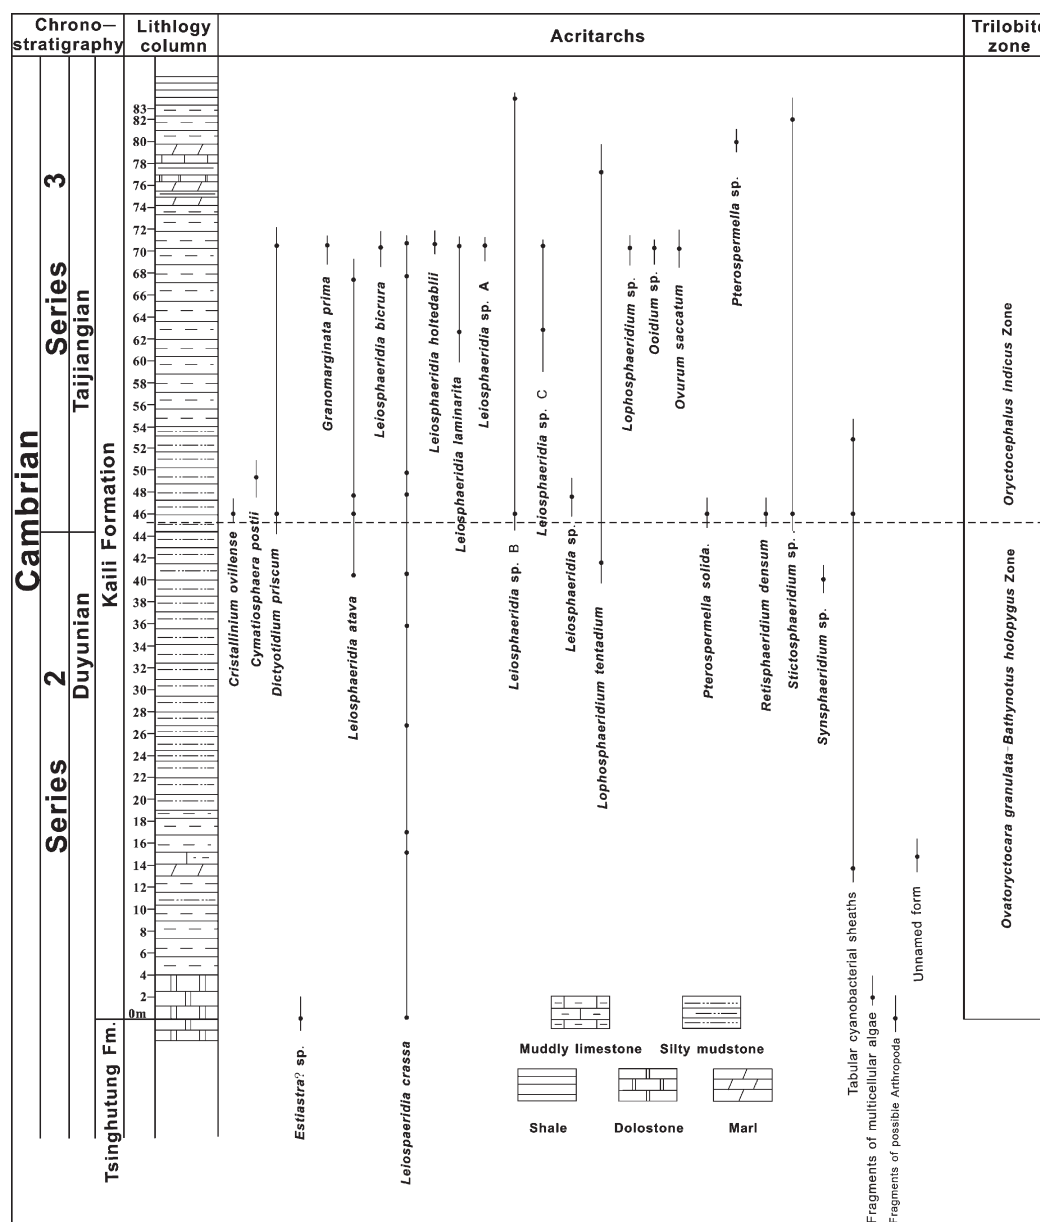 Chrono—
stratigraphy
Lithlogy
column
Acritarchs
Trilobite
zone
Cambrian
Series 3
Series 2
Taijiangian
Duyunian
Kaili Formation
Tsinghutung Fm.
83
82
80
78
76
74
72
70
68
66
64
62
60
58
56
54
52
50
48
46
44
42
40
38
36
34
32
30
28
26
24
22
20
18
16
14
12
10
8
6
4
2
0m
Cristallinium ovillense
Cymatiosphaera postii
Dictyotidium priscum
Estiastra? sp.
Granomarginata prima
Leiosphaeridia atava
Leiosphaeridia bicrura
Leiospaeridia crassa
Leiosphaeridia holtedahlii
Leiosphaeridia laminarita
Leiosphaeridia sp. A
Leiosphaeridia sp. B
Leiosphaeridia sp. C
Leiosphaeridia sp.
Lophosphaeridium tentadium
Lophosphaeridium sp.
Ooidium sp.
Ovurum saccatum
Pterospermella solida.
Pterospermella sp.
Retisphaeridium densum
Stictosphaeridium sp.
Synsphaeridium sp.
Tabular cyanobacterial sheaths
Fragments of multicellular algae
Fragments of possible Arthropoda
Unnamed form
Oryctocephalus indicus Zone
Ovatoryctocara granulata-Bathynotus holopygus Zone
Muddly limestone
Silty mudstone
Shale
Dolostone
Marl